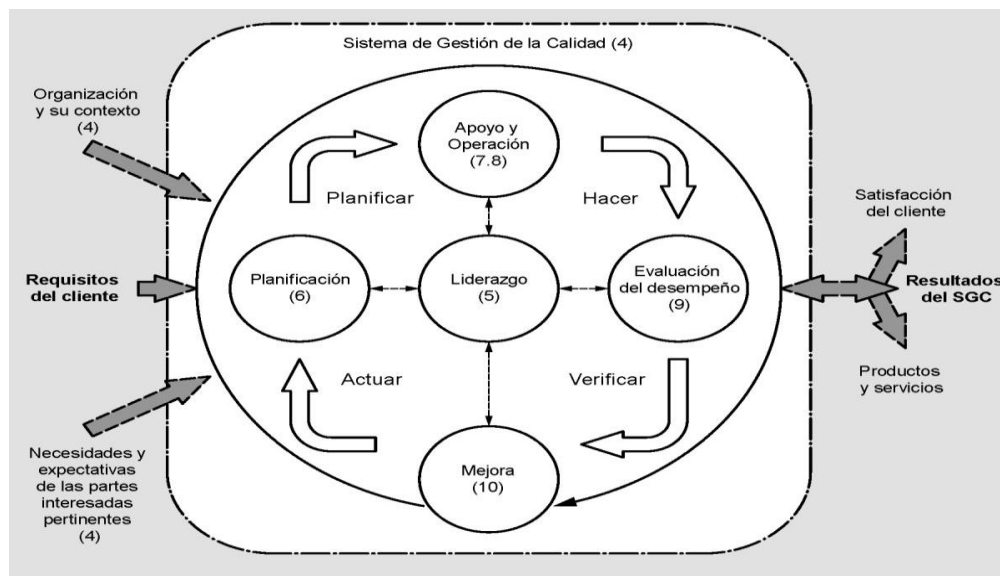 Sistema de Gestión de la Calidad (4)
Organización
y su contexto
(4)
Apoyo y
Operación
(7.8)
Planificar
Hacer
Satisfacción
del cliente
Requisitos
del cliente
Planificación
(6)
Liderazgo
(5)
Evaluación
del desempeño
(9)
Resultados
del SGC
Actuar
Verificar
Productos
y servicios
Necesidades y
expectativas
de las partes
interesadas
pertinentes
(4)
Mejora
(10)